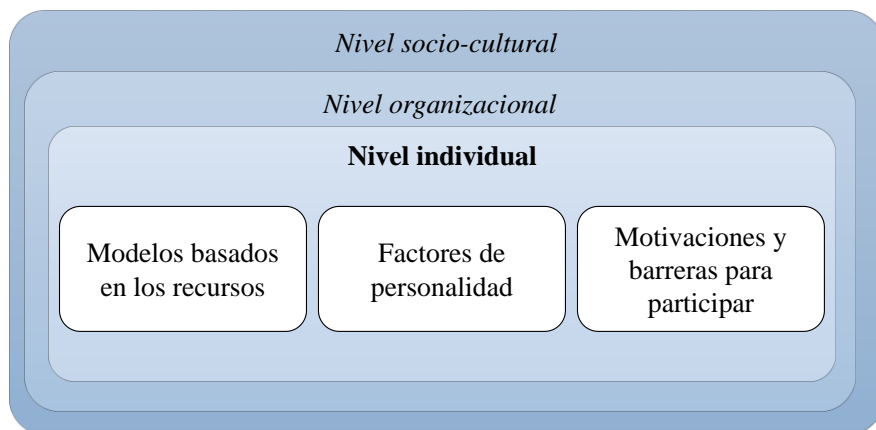 Nivel socio-cultural
Nivel organizacional
Nivel individual
Modelos basados
en los recursos
Factores de
personalidad
Motivaciones y
barreras para
participar